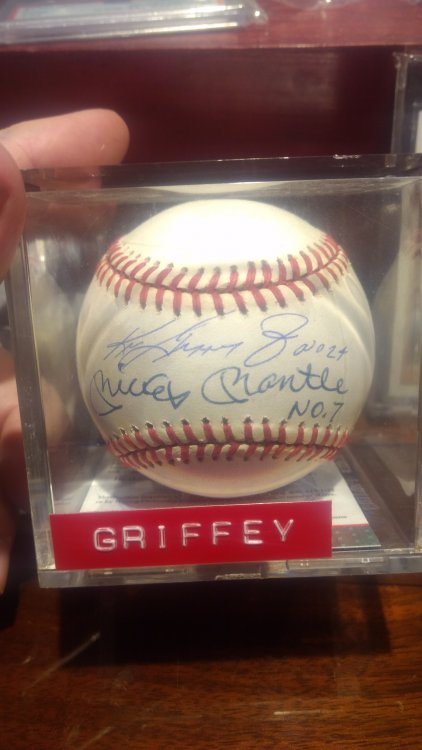 Ken Griffey Jr No 24
Mickey Mantle
No. 7
GRIFFEY